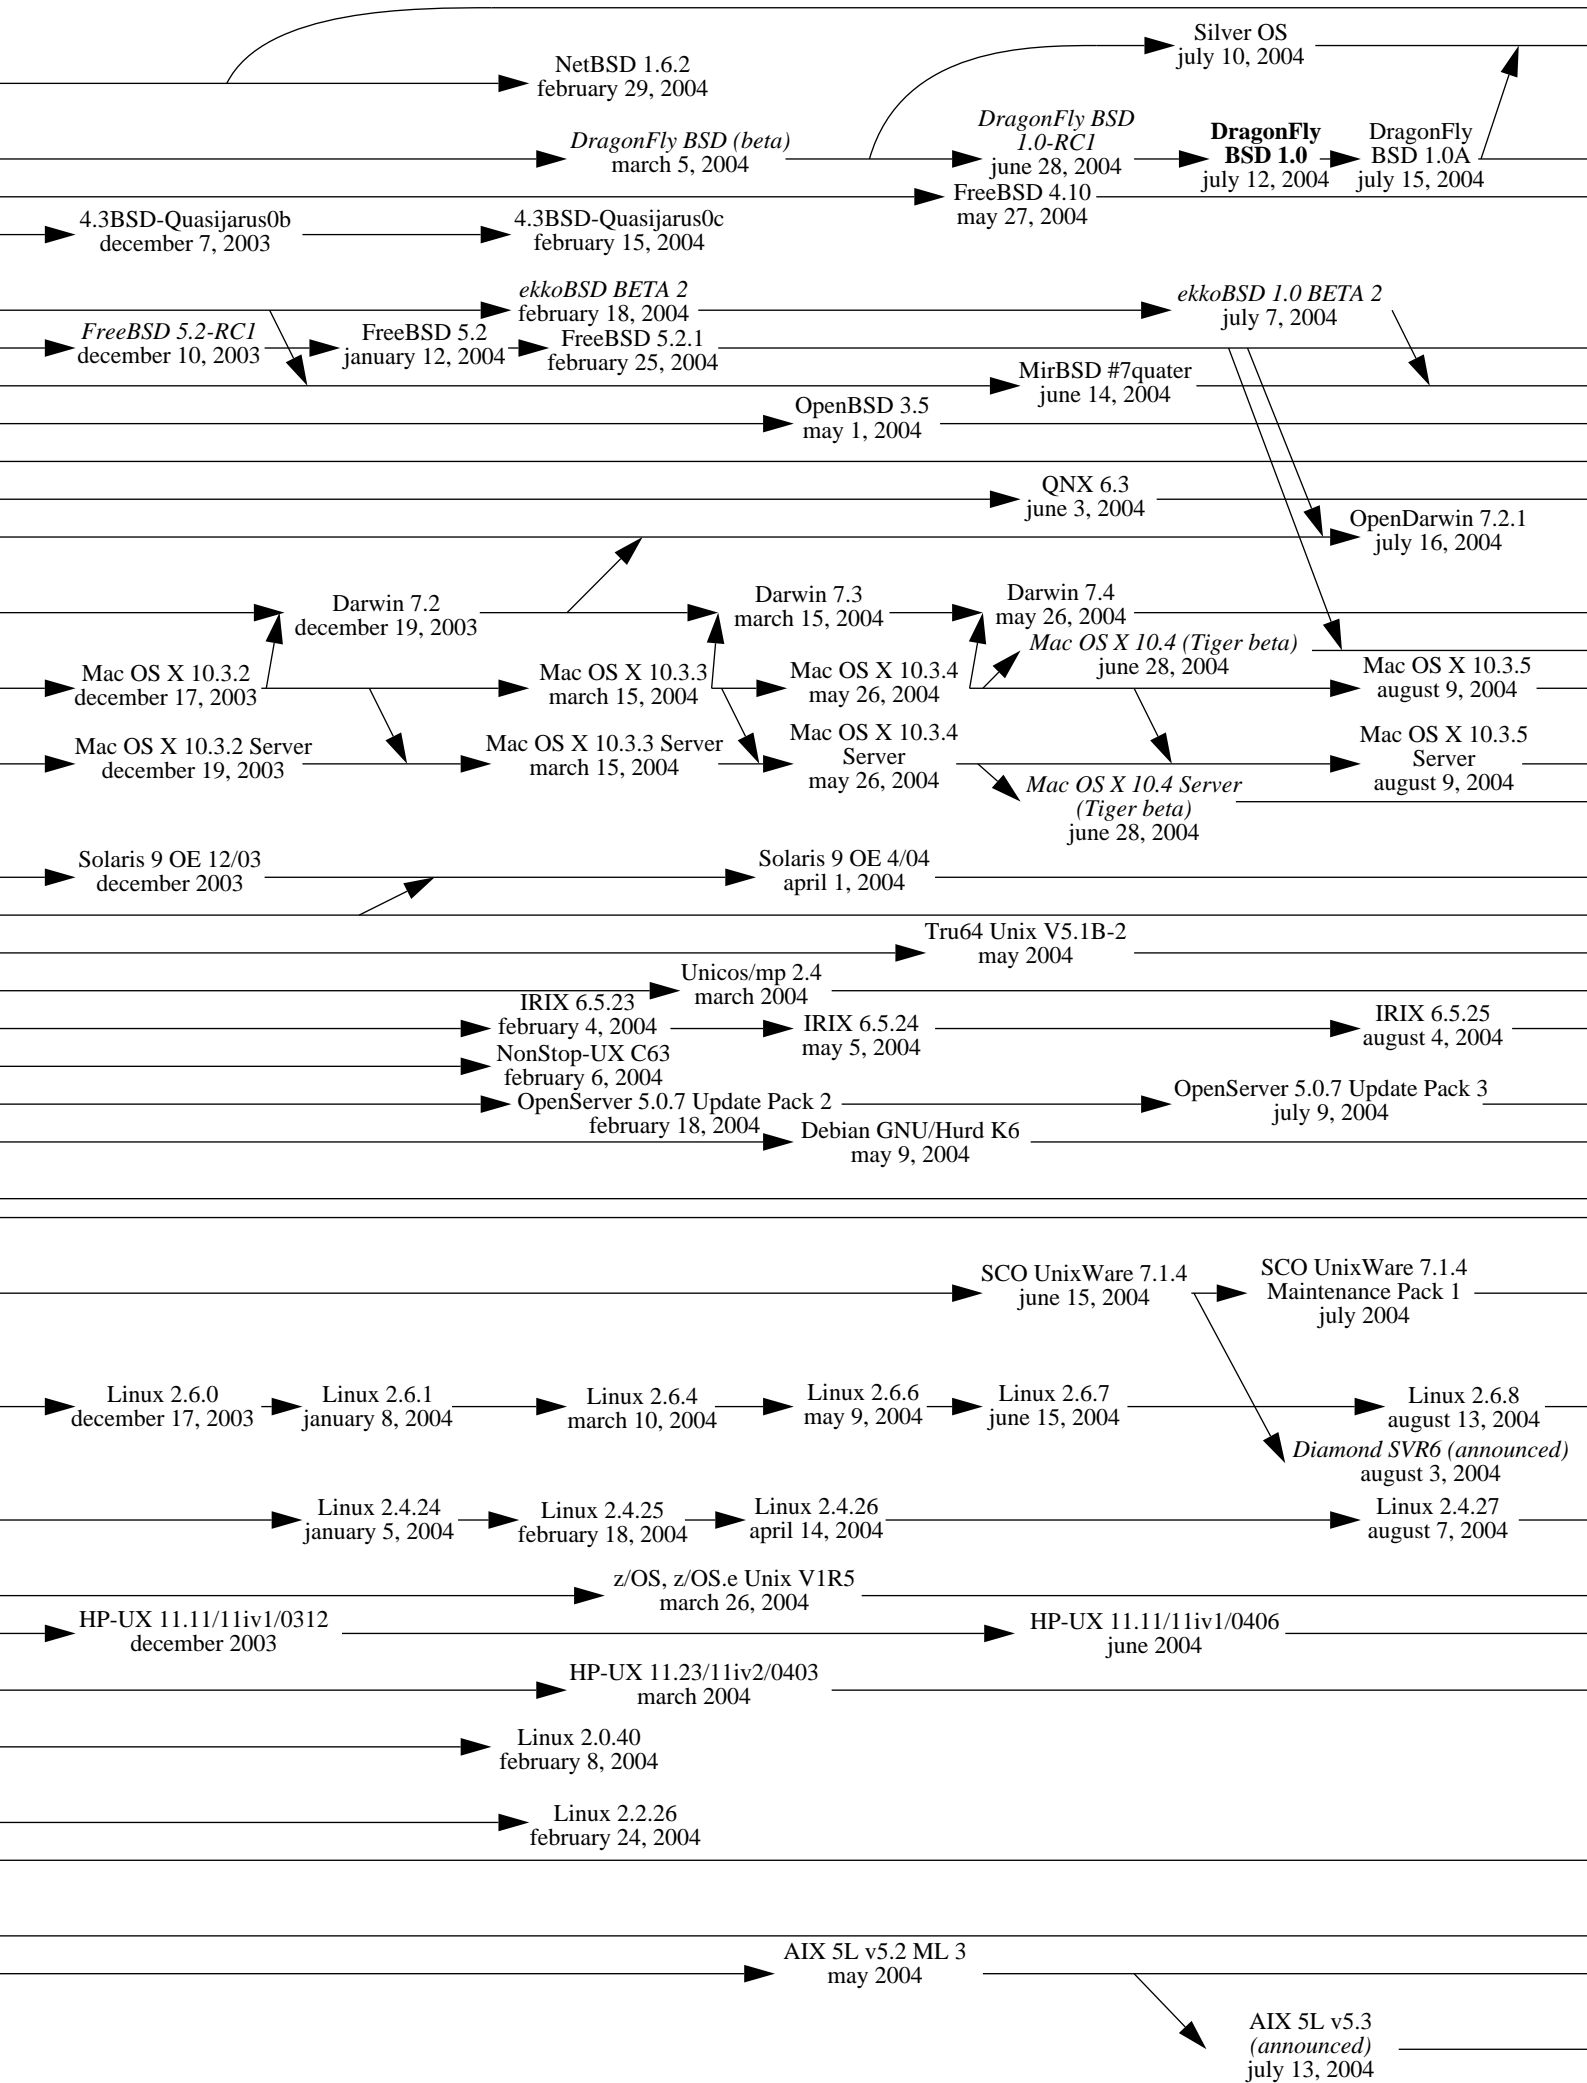 Silver OS
july 10, 2004
NetBSD 1.6.2
february 29, 2004
DragonFly BSD (beta)
march 5, 2004
DragonFly BSD
1.0-RC1
june 28, 2004
DragonFly
BSD 1.0
july 12, 2004
DragonFly
BSD 1.0A
july 15, 2004
FreeBSD 4.10
may 27, 2004
4.3BSD-Quasijarus0b
december 7, 2003
4.3BSD-Quasijarus0c
february 15, 2004
ekkoBSD BETA 2
february 18, 2004
ekkoBSD 1.0 BETA 2
july 7, 2004
FreeBSD 5.2-RC1
december 10, 2003
FreeBSD 5.2
january 12, 2004
FreeBSD 5.2.1
february 25, 2004
MirBSD #7quater
june 14, 2004
OpenBSD 3.5
may 1, 2004
QNX 6.3
june 3, 2004
OpenDarwin 7.2.1
july 16, 2004
Darwin 7.2
december 19, 2003
Darwin 7.3
march 15, 2004
Darwin 7.4
may 26, 2004
Mac OS X 10.4 (Tiger beta)
june 28, 2004
Mac OS X 10.3.2
december 17, 2003
Mac OS X 10.3.3
march 15, 2004
Mac OS X 10.3.4
may 26, 2004
Mac OS X 10.3.5
august 9, 2004
Mac OS X 10.3.2 Server
december 19, 2003
Mac OS X 10.3.3 Server
march 15, 2004
Mac OS X 10.3.4
Server
may 26, 2004
Mac OS X 10.3.5
Server
august 9, 2004
Mac OS X 10.4 Server
(Tiger beta)
june 28, 2004
Solaris 9 OE 12/03
december 2003
Solaris 9 OE 4/04
april 1, 2004
Tru64 Unix V5.1B-2
may 2004
Unicos/mp 2.4
march 2004
IRIX 6.5.23
february 4, 2004
IRIX 6.5.24
may 5, 2004
IRIX 6.5.25
august 4, 2004
NonStop-UX C63
february 6, 2004
OpenServer 5.0.7 Update Pack 2
february 18, 2004
OpenServer 5.0.7 Update Pack 3
july 9, 2004
Debian GNU/Hurd K6
may 9, 2004
SCO UnixWare 7.1.4
june 15, 2004
SCO UnixWare 7.1.4
Maintenance Pack 1
july 2004
Linux 2.6.0
december 17, 2003
Linux 2.6.1
january 8, 2004
Linux 2.6.4
march 10, 2004
Linux 2.6.6
may 9, 2004
Linux 2.6.7
june 15, 2004
Linux 2.6.8
august 13, 2004
Diamond SVR6 (announced)
august 3, 2004
Linux 2.4.24
january 5, 2004
Linux 2.4.25
february 18, 2004
Linux 2.4.26
april 14, 2004
Linux 2.4.27
august 7, 2004
z/OS, z/OS.e Unix V1R5
march 26, 2004
HP-UX 11.11/11iv1/0312
december 2003
HP-UX 11.11/11iv1/0406
june 2004
HP-UX 11.23/11iv2/0403
march 2004
Linux 2.0.40
february 8, 2004
Linux 2.2.26
february 24, 2004
AIX 5L v5.2 ML 3
may 2004
AIX 5L v5.3
(announced)
july 13, 2004